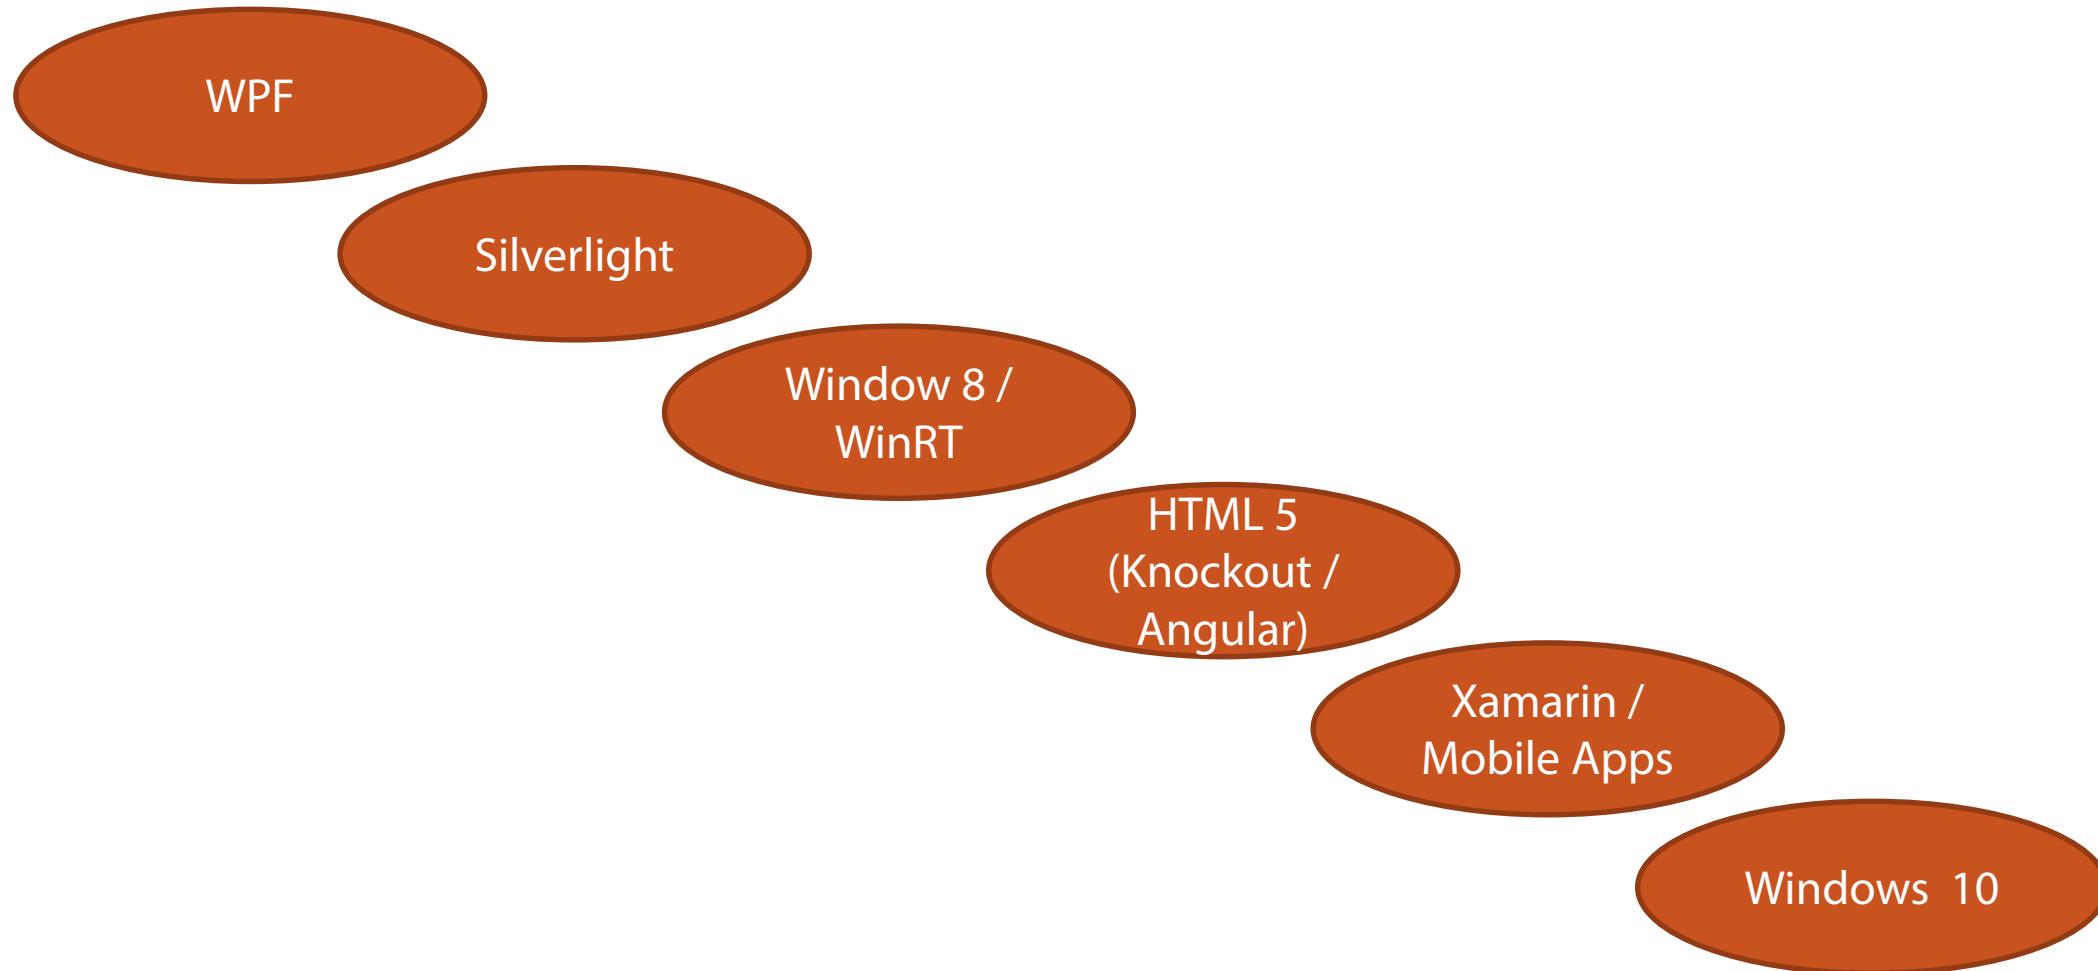 WPF
Silverlight
Window 8 /
WinRT
HTML 5
(Knockout /
Angular)
Xamarin /
Mobile Apps
Windows  10